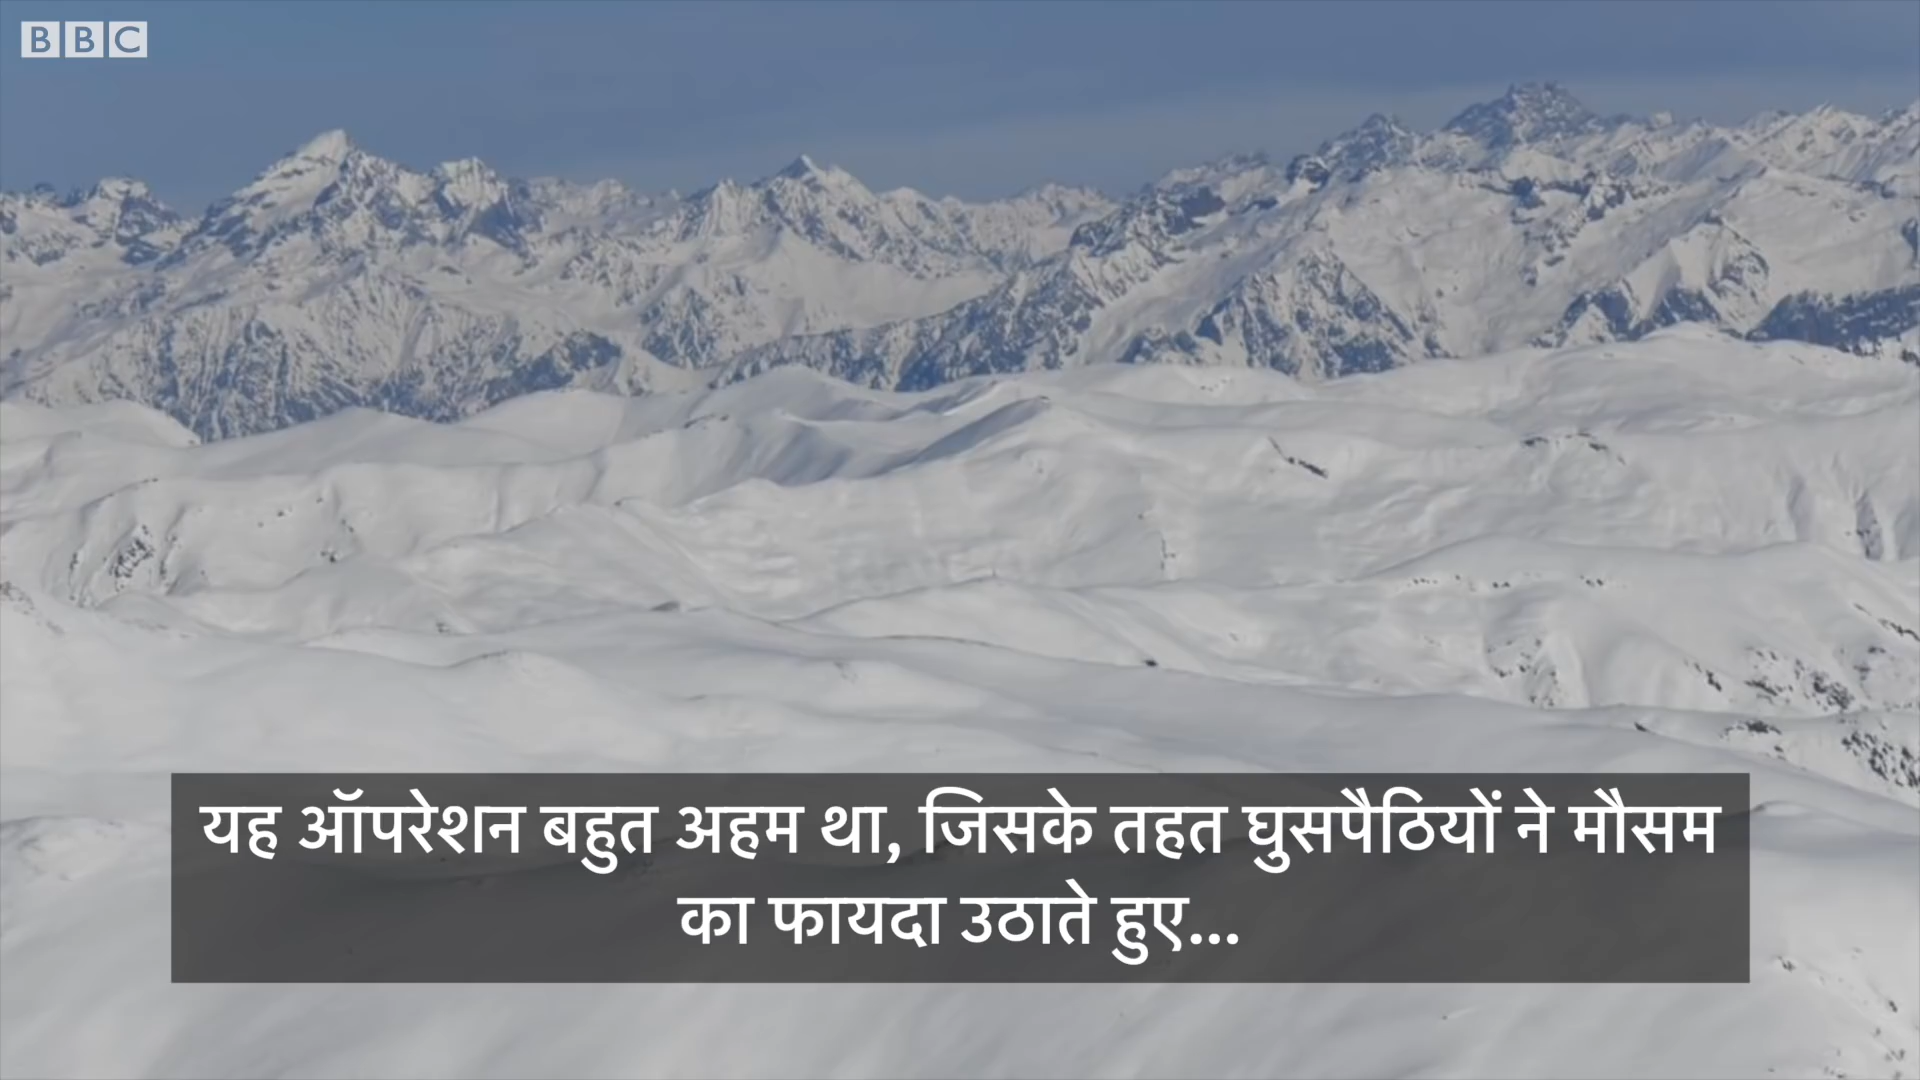 BBC
यह ऑपरेशन बहुत अहम था, जिसके तहत घुसपैठियों ने मौसम
का फायदा उठाते हुए...